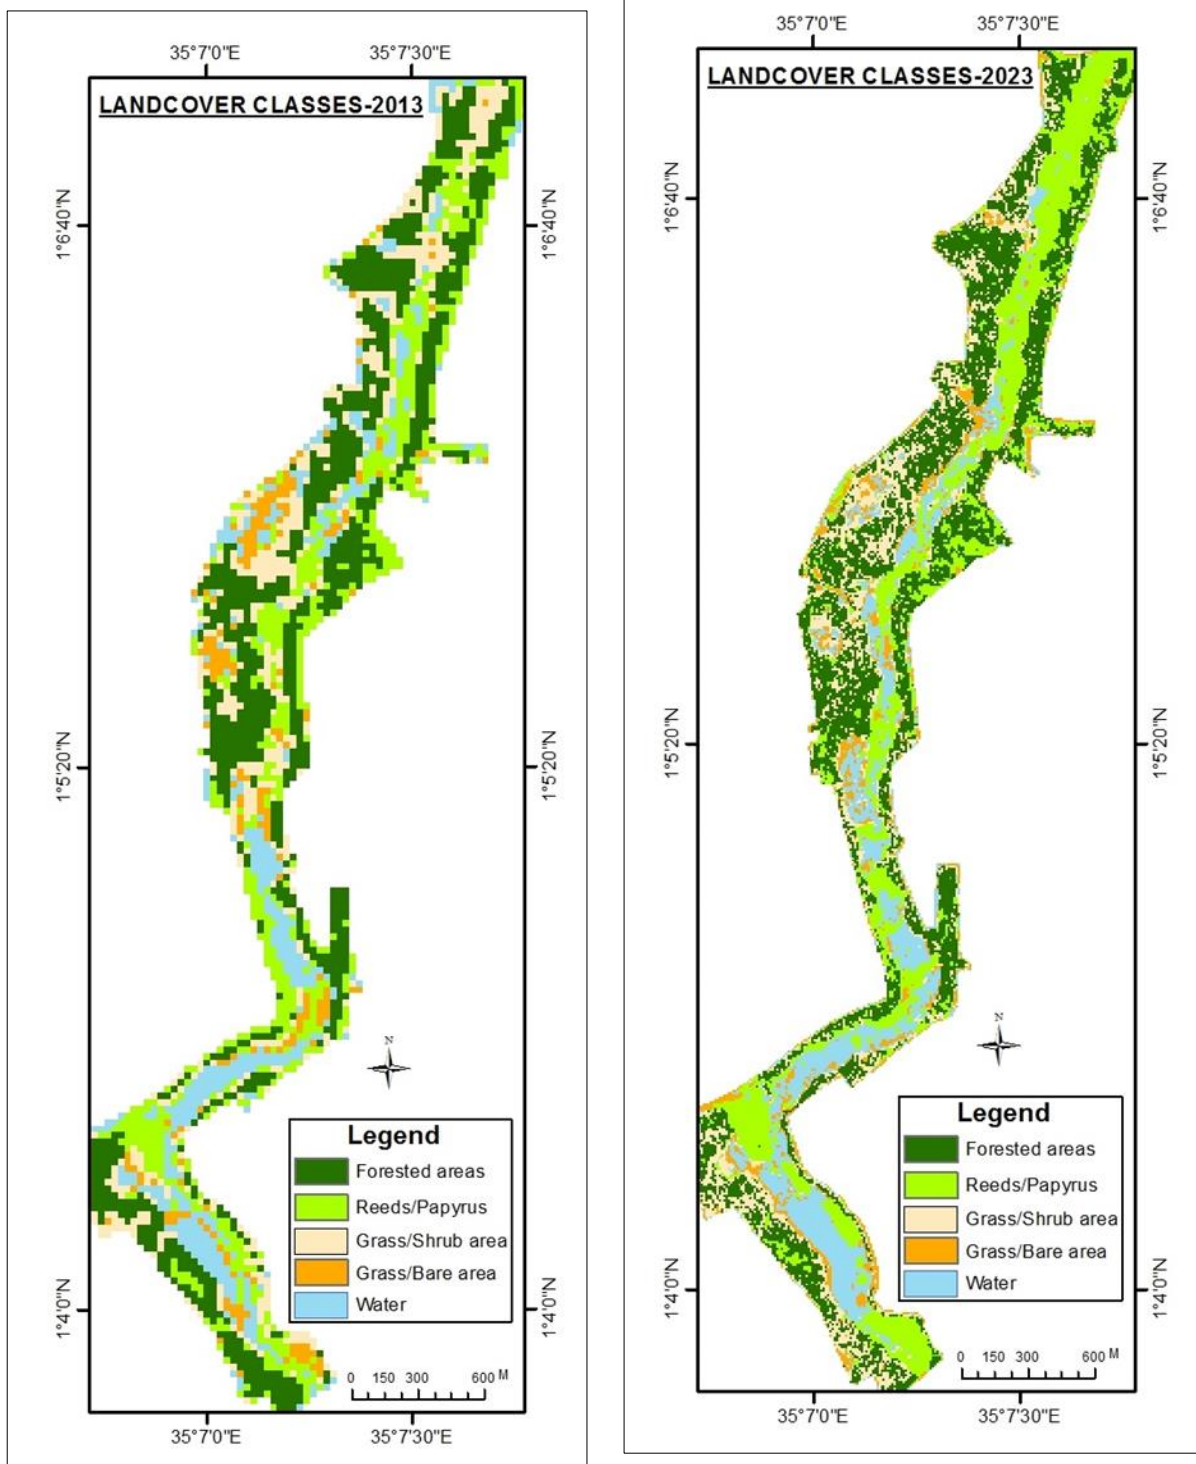 35°7'0"E 35°7'30"E
LANDCOVER CLASSES-2013
1°6'40"N 1°6'40"N
1°5'20"N 1°5'20"N
N
Legend
Forested areas
Reeds/Papyrus
Grass/Shrub area
Grass/Bare area
Water
1°4'0"N 1°4'0"N
0 150 300 600 M
35°7'0"E 35°7'30"E
35°7'0"E 35°7'30"E
LANDCOVER CLASSES-2023
1°6'40"N 1°6'40"N
1°5'20"N 1°5'20"N
N
Legend
Forested areas
Reeds/Papyrus
Grass/Shrub area
Grass/Bare area
Water
1°4'0"N 1°4'0"N
0 150 300 600 M
35°7'0"E 35°7'30"E